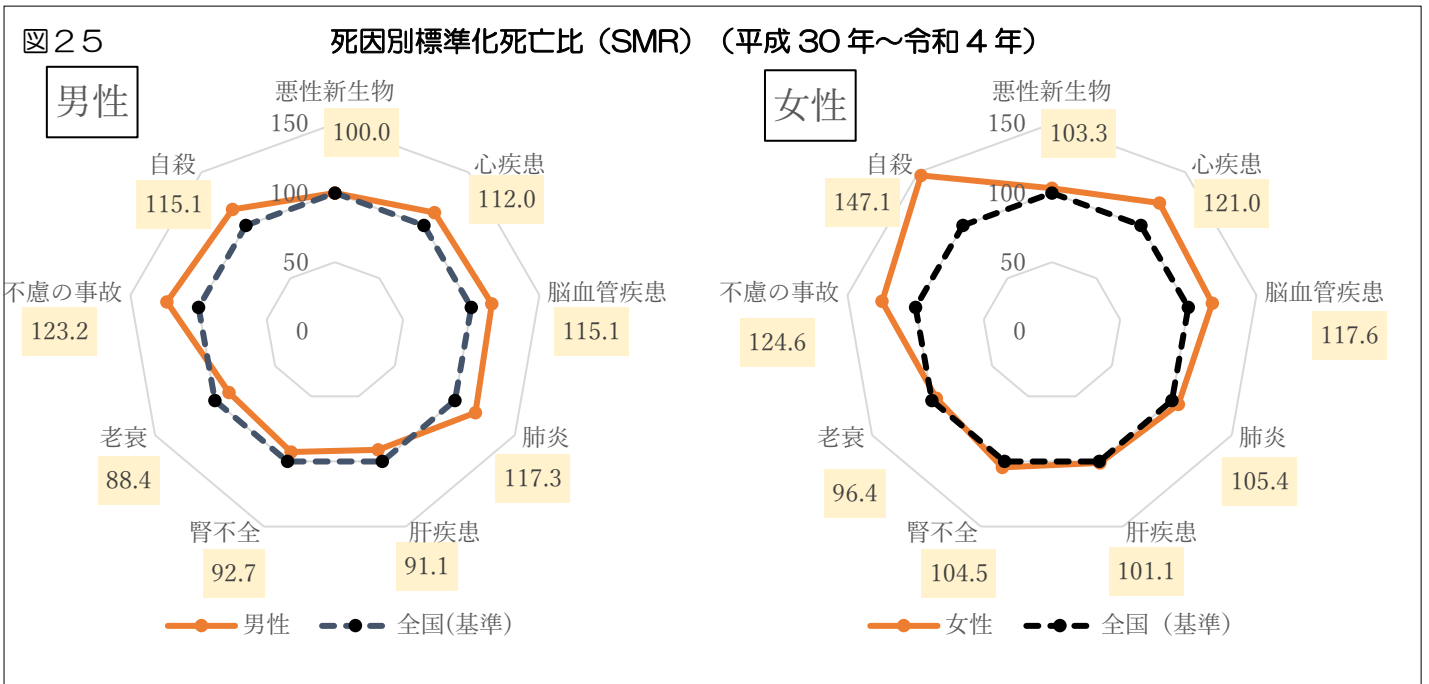 図25 死因別標準化死亡比（SMR）（平成30年～令和4年）
男性
悪性新生物
100.0
心疾患
112.0
脳血管疾患
115.1
肺炎
117.3
肝疾患
91.1
腎不全
92.7
老衰
88.4
不慮の事故
123.2
自殺
115.1
150
100
50
0
男性 全国(基準)
女性
悪性新生物
103.3
心疾患
121.0
脳血管疾患
117.6
肺炎
105.4
肝疾患
101.1
腎不全
104.5
老衰
96.4
不慮の事故
124.6
自殺
147.1
150
100
50
0
女性 全国（基準）